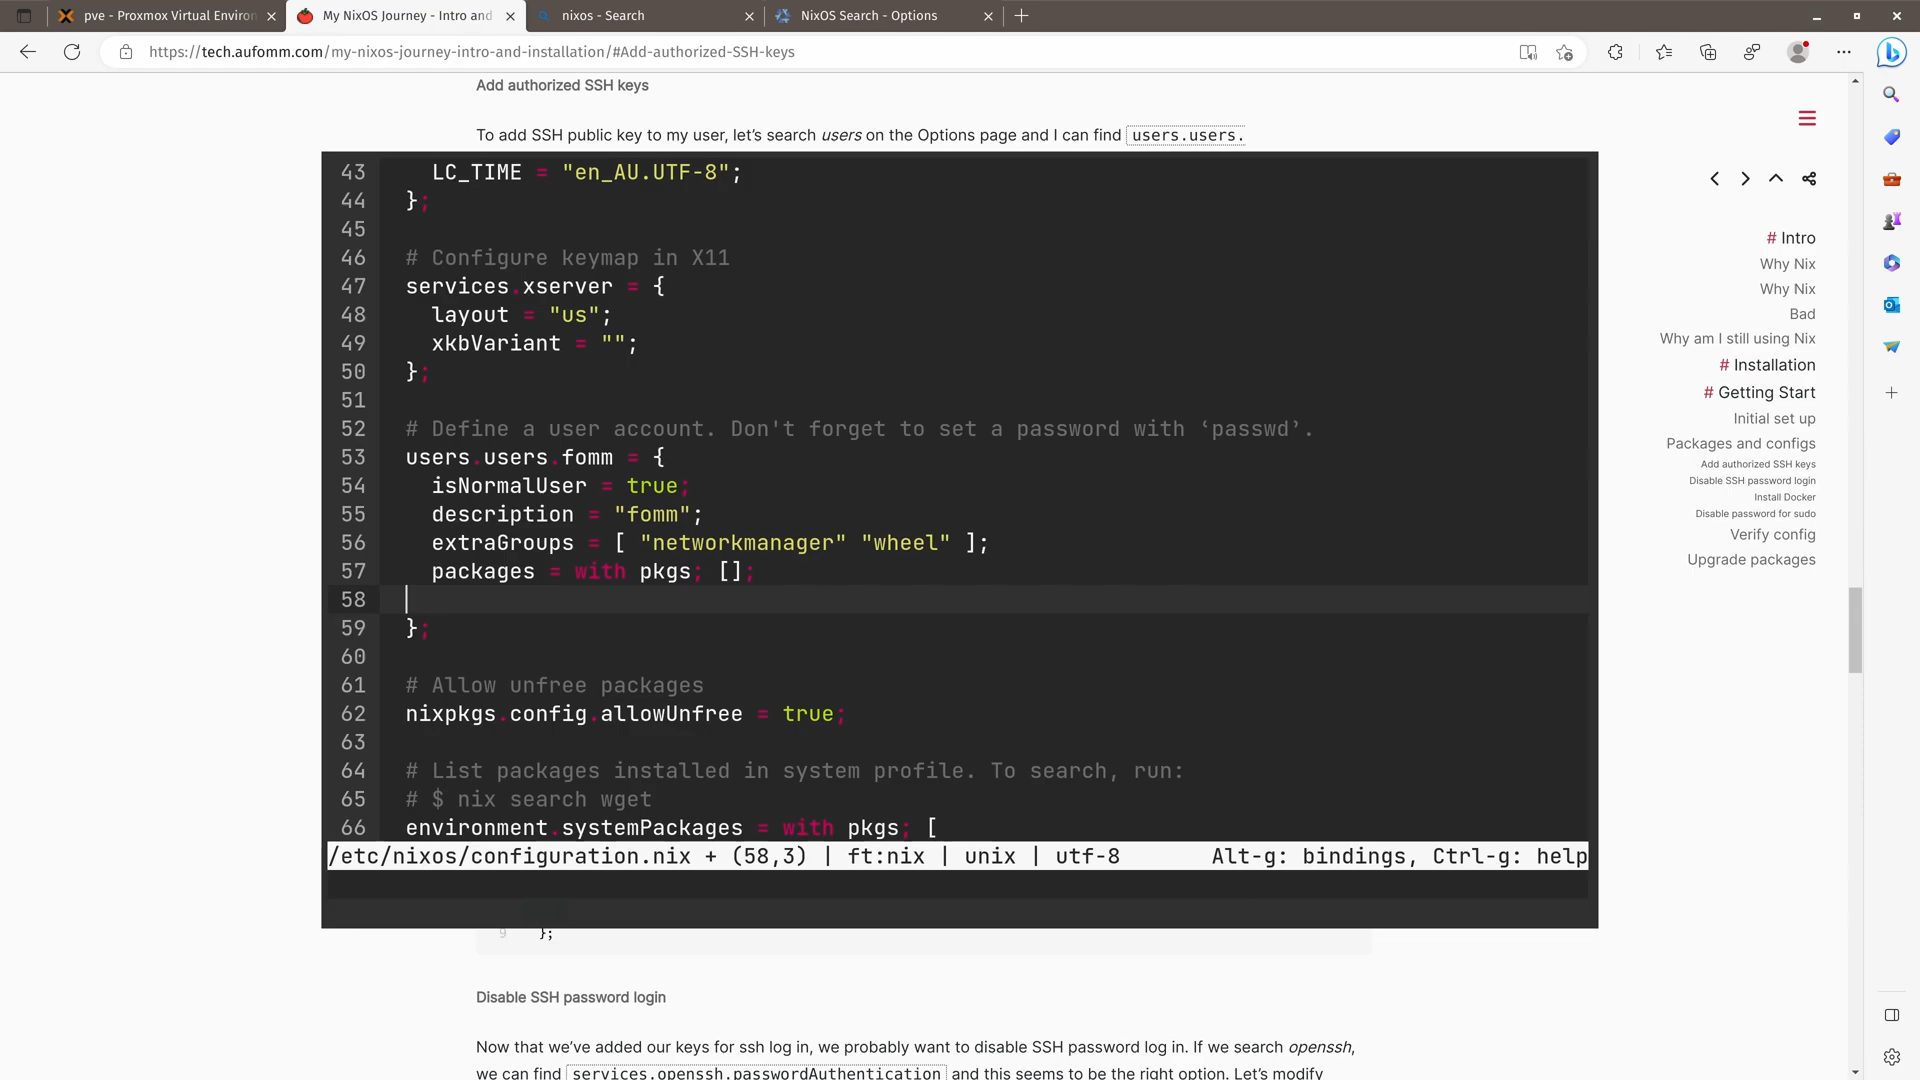 pve - Proxmox Virtual Environ
My NixOS Journey - Intro and
nixos - Search
NixOS Search - Options
https://tech.aufomm.com/my-nixos-journey-intro-and-installation/#Add-authorized-SSH-keys
Add authorized SSH keys
To add SSH public key to my user, let’s search users on the Options page and I can find users.users.
43 LC_TIME = "en_AU.UTF-8";
44 };
45
46 # Configure keymap in X11
47 services.xserver = {
48 layout = "us";
49 xkbVariant = "";
50 };
51
52 # Define a user account. Don't forget to set a password with ‘passwd’.
53 users.users.fomm = {
54 isNormalUser = true;
55 description = "fomm";
56 extraGroups = [ "networkmanager" "wheel" ];
57 packages = with pkgs; [];
58
59 };
60
61 # Allow unfree packages
62 nixpkgs.config.allowUnfree = true;
63
64 # List packages installed in system profile. To search, run:
65 # $ nix search wget
66 environment.systemPackages = with pkgs; [
/etc/nixos/configuration.nix + (58,3) | ft:nix | unix | utf-8 Alt-g: bindings, Ctrl-g: help
9 };
Disable SSH password login
Now that we’ve added our keys for ssh log in, we probably want to disable SSH password log in. If we search openssh,
we can find services.openssh.passwordAuthentication and this seems to be the right option. Let’s modify
# Intro
Why Nix
Why Nix
Bad
Why am I still using Nix
# Installation
# Getting Start
Initial set up
Packages and configs
Add authorized SSH keys
Disable SSH password login
Install Docker
Disable password for sudo
Verify config
Upgrade packages